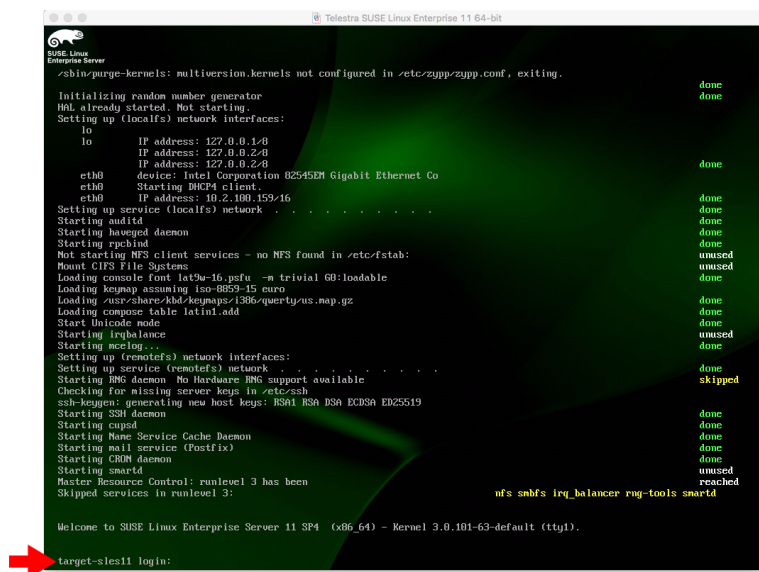 Telestra SUSE Linux Enterprise 11 64-bit
SUSE. Linux
Enterprise Server
/sbin/purge-kernels: multiversion.kernels not configured in /etc/zypp/zypp.conf, exiting.
done
Initializing random number generator done
HAL already started. Not starting.
Setting up (localfs) network interfaces:
lo
lo IP address: 127.0.0.1/8
IP address: 127.0.0.2/8
IP address: 127.0.0.2/8 done
eth0 device: Intel Corporation 82545EM Gigabit Ethernet Co
eth0 Starting DHCP4 client.
eth0 IP address: 10.2.100.159/16 done
Setting up service (localfs) network . . . . . . . . . . done
Starting auditd done
Starting haveged daemon done
Starting rpcbind done
Not starting NFS client services - no NFS found in /etc/fstab: unused
Mount CIFS File Systems unused
Loading console font lat9w-16.psfu -m trivial G0:loadable done
Loading keymap assuming iso-8859-15 euro
Loading /usr/share/kbd/keymaps/i386/qwerty/us.map.gz done
Loading compose table latin1.add done
Start Unicode mode done
Starting irqbalance unused
Starting mcelog... done
Setting up (remotefs) network interfaces:
Setting up service (remotefs) network . . . . . . . . . . done
Starting RNG daemon No Hardware RNG support available skipped
Checking for missing server keys in /etc/ssh
ssh-keygen: generating new host keys: RSA1 RSA DSA ECDSA ED25519
Starting SSH daemon done
Starting cupsd done
Starting Name Service Cache Daemon done
Starting mail service (Postfix) done
Starting CRON daemon done
Starting smartd unused
Master Resource Control: runlevel 3 has been reached
Skipped services in runlevel 3: nfs smbfs irq_balancer rng-tools smartd
Welcome to SUSE Linux Enterprise Server 11 SP4 (x86_64) - Kernel 3.0.101-63-default (tty1).
target-sles11 login: